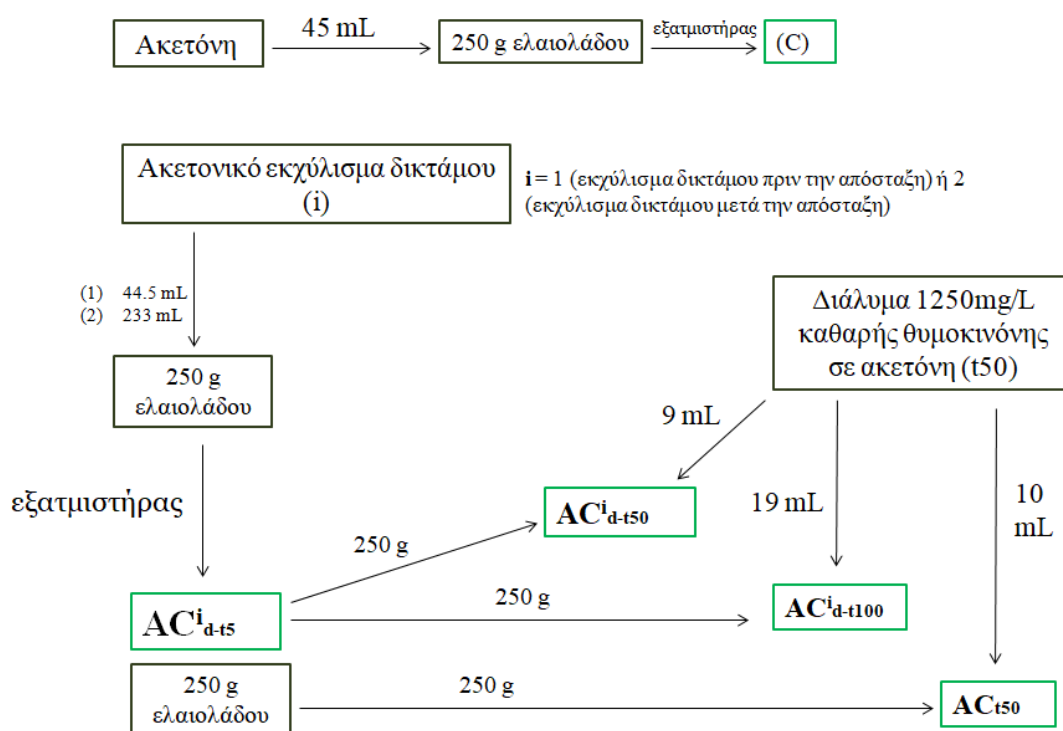 Ακετόνη
45 mL
250 g ελαιολάδου
εξατμιστήρας
(C)
Ακετονικό εκχύλισμα δικτάμου
(i)
i = 1 (εκχύλισμα δικτάμου πριν την απόσταξη) ή 2
(εκχύλισμα δικτάμου μετά την απόσταξη)
(1) 44.5 mL
(2) 233 mL
Διάλυμα 1250mg/L
καθαρής θυμοκινόνης
σε ακετόνη (t50)
250 g
ελαιολάδου
9 mL
εξατμιστήρας
19 mL
10
mL
ACⁱd-t50
250 g
250 g
ACⁱd-t5
ACⁱd-t100
250 g
ελαιολάδου
250 g
ACt50